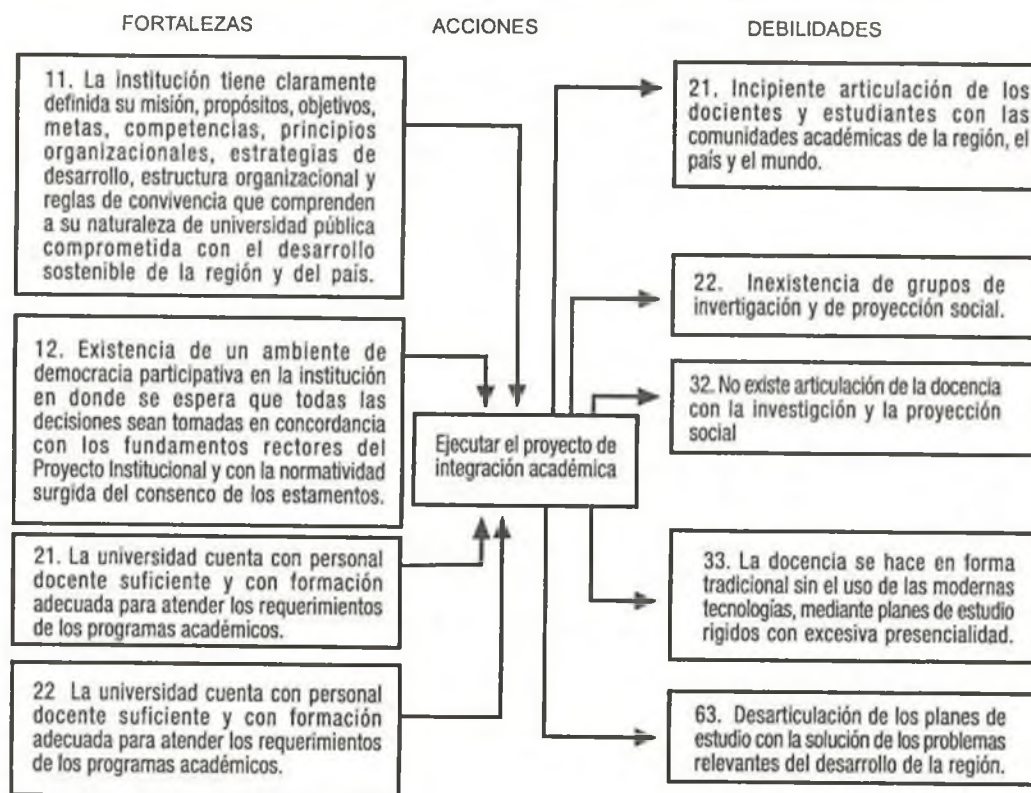 FORTALEZAS
ACCIONES
DEBILIDADES
11. La institución tiene claramente
definida su misión, propósitos, objetivos,
metas, competencias, principios
organizacionales, estrategias de
desarrollo, estructura organizacional y
reglas de convivencia que comprenden
a su naturaleza de universidad pública
comprometida con el desarrollo
sostenible de la región y del país.
12. Existencia de un ambiente de
democracia participativa en la institución
en donde se espera que todas las
decisiones sean tomadas en concordancia
con los fundamentos rectores del
Proyecto Institucional y con la normatividad
surgida del consenco de los estamentos.
21. La universidad cuenta con personal
docente suficiente y con formación
adecuada para atender los requerimientos
de los programas académicos.
22 La universidad cuenta con personal
docente suficiente y con formación
adecuada para atender los requerimientos
de los programas académicos.
Ejecutar el proyecto de
integración académica
21. Incipiente articulación de los
docientes y estudiantes con las
comunidades académicas de la región, el
país y el mundo.
22. Inexistencia de grupos de
invertigación y de proyección social.
32. No existe articulación de la docencia
con la investigción y la proyección
social
33. La docencia se hace en forma
tradicional sin el uso de las modernas
tecnologías, mediante planes de estudio
rigidos con excesiva presencialidad.
63. Desarticulación de los planes de
estudio con la solución de los problemas
relevantes del desarrollo de la región.